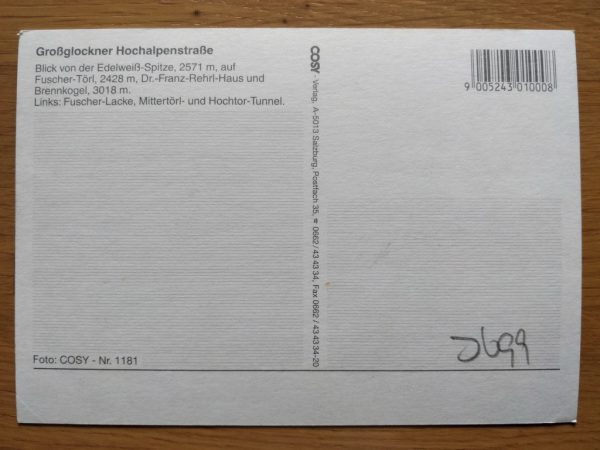 Großglockner Hochalpenstraße
Blick von der Edelweiß-Spitze, 2571 m, auf
Fuscher-Törl, 2428 m, Dr.-Franz-Rehrl-Haus und
Brennkogel, 3018 m.
Links: Fuscher-Lacke, Mittertörl- und Hochtor-Tunnel.
COSY - Verlag, A-5013 Salzburg, Postfach 35, ☎ 0662/43 43 34, Fax 0662 / 43 43 34-20
9 005243 010008
Foto: COSY - Nr. 1181